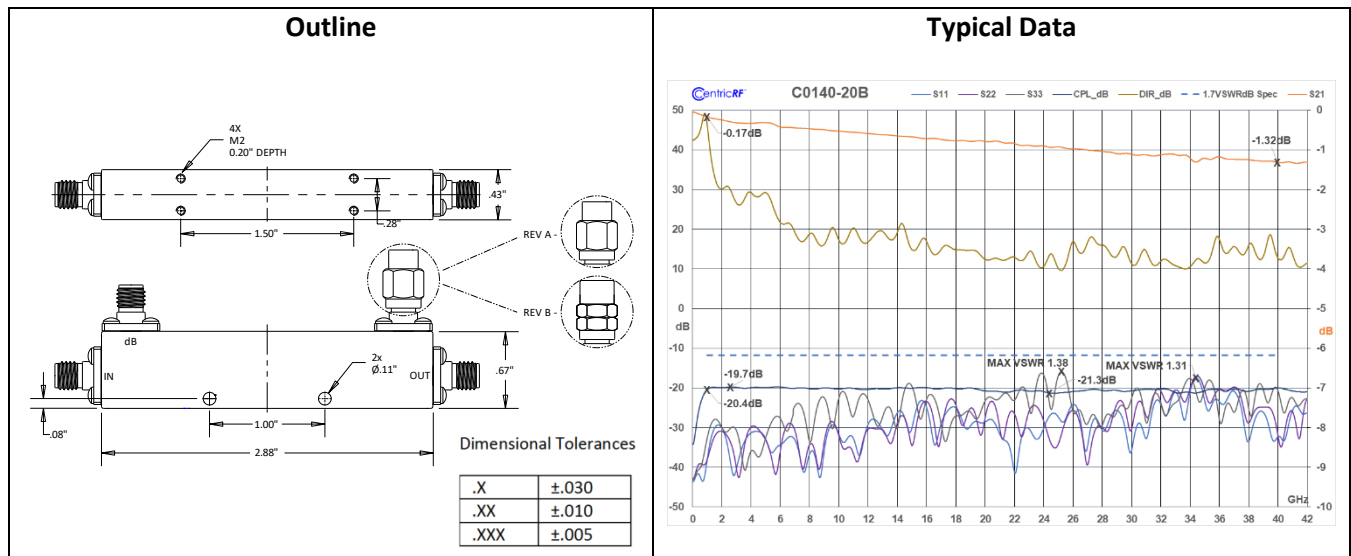 Outline
4X
M2
0.20" DEPTH
.43"
.28"
1.50"
REV A -
REV B -
dB
IN
OUT
2x
Ø.11"
.67"
.08"
1.00"
2.88"
Dimensional Tolerances
.X ±.030
.XX ±.010
.XXX ±.005
Typical Data
CentricRF
C0140-20B
S11 S22 S33 CPL_dB DIR_dB 1.7VSWRdB Spec S21
50 0
-0.17dB
-1.32dB
40 -1
30 -2
20 -3
10 -4
0 -5
dB dB
-10 -6
MAX VSWR 1.38 MAX VSWR 1.31
-19.7dB
-21.3dB
-20 -7
-20.4dB
-30 -8
-40 -9
GHz
-50 -10
0 2 4 6 8 10 12 14 16 18 20 22 24 26 28 30 32 34 36 38 40 42